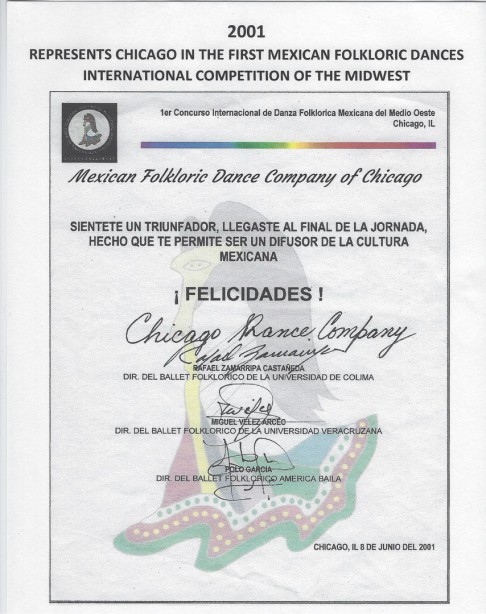 2001
REPRESENTS CHICAGO IN THE FIRST MEXICAN FOLKLORIC DANCES
INTERNATIONAL COMPETITION OF THE MIDWEST
1er Concurso Internacional de Danza Folklorica Mexicana del Medio Oeste
Chicago, IL
Mexican Folkloric Dance Company of Chicago
SIENTETE UN TRIUNFADOR, LLEGASTE AL FINAL DE LA JORNADA,
HECHO QUE TE PERMITE SER UN DIFUSOR DE LA CULTURA
MEXICANA
¡ FELICIDADES !
Chicago Dance Company
RAFAEL ZAMARRIPA CASTAÑEDA
DIR. DEL BALLET FOLKLORICO DE LA UNIVERSIDAD DE COLIMA
MIGUEL VELEZ ARCEO
DIR. DEL BALLET FOLKLORICO DE LA UNIVERSIDAD VERACRUZANA
POLO GARCIA
DIR. DEL BALLET FOLKLORICO AMERICA BAILA
CHICAGO, IL 8 DE JUNIO DEL 2001